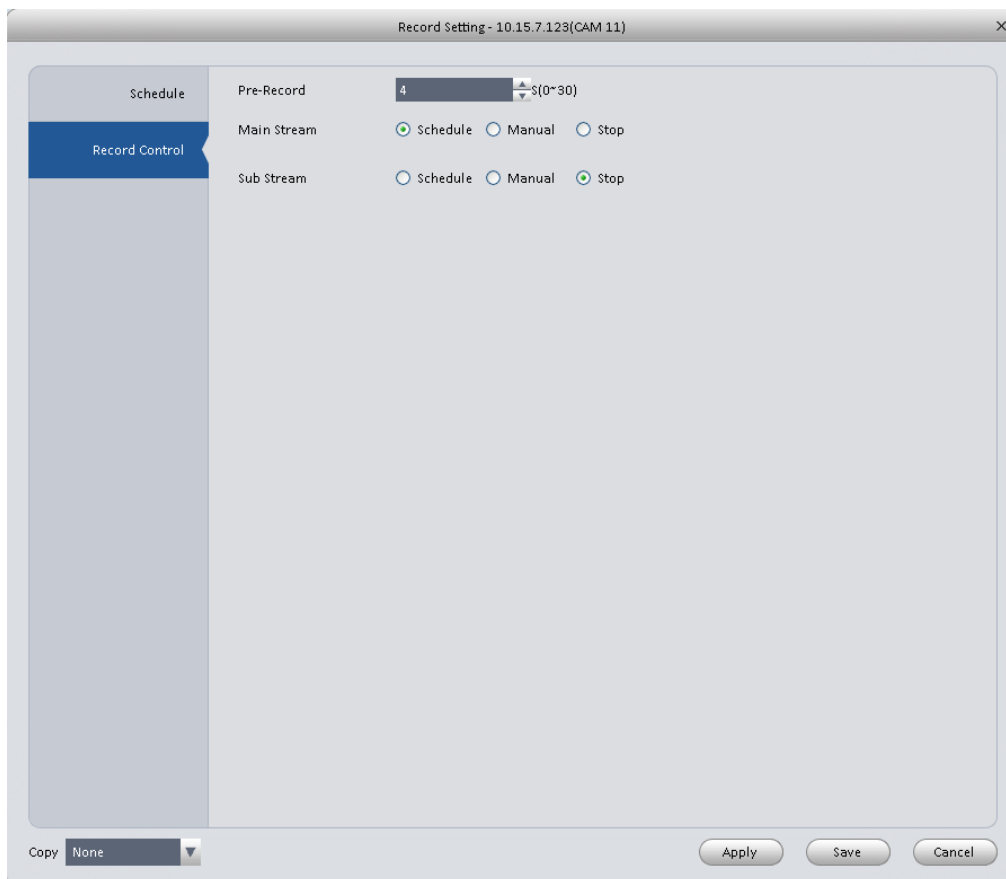 Record Setting - 10.15.7.123(CAM 11)
Schedule
Record Control
Pre-Record 4 S(0~30)
Main Stream Schedule Manual Stop
Sub Stream Schedule Manual Stop
Copy None Apply Save Cancel